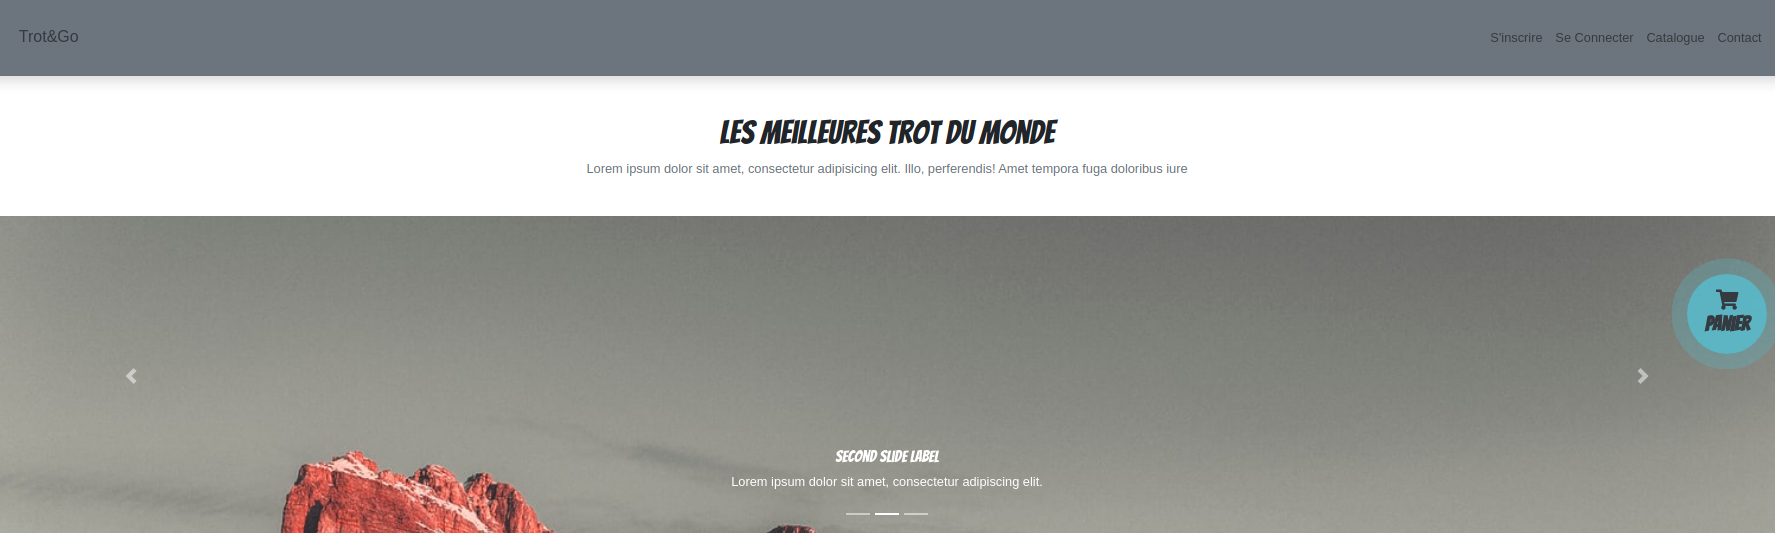 Trot&Go
S'inscrire Se Connecter Catalogue Contact
LES MEILLEURES TROT DU MONDE
Lorem ipsum dolor sit amet, consectetur adipisicing elit. Illo, perferendis! Amet tempora fuga doloribus iure
PANIER
SECOND SLIDE LABEL
Lorem ipsum dolor sit amet, consectetur adipiscing elit.